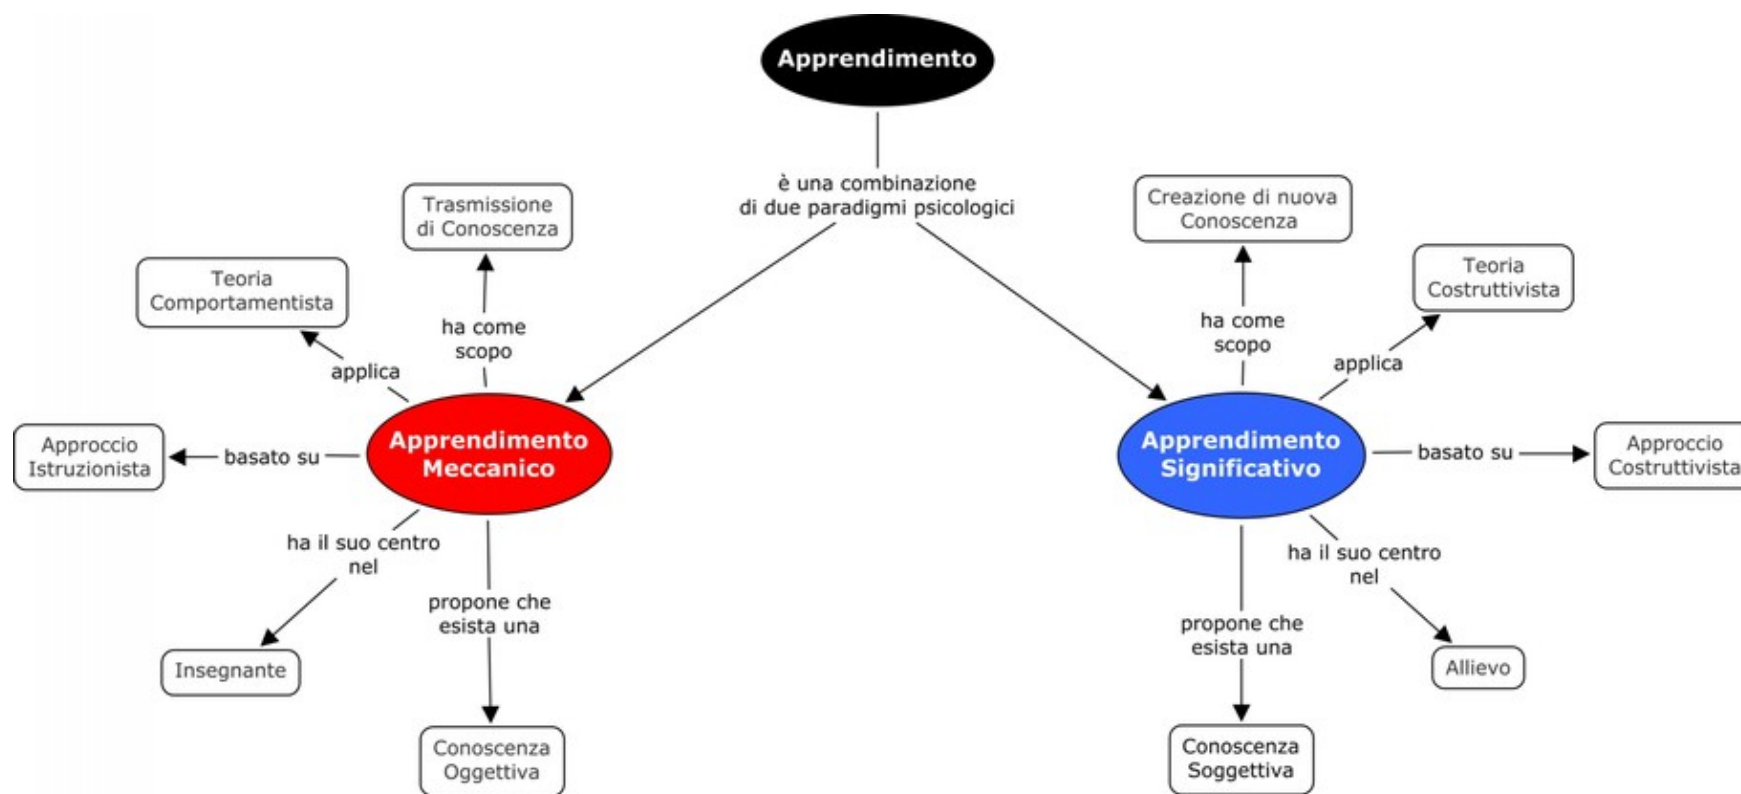 Apprendimento
è una combinazione
di due paradigmi psicologici
Trasmissione
di Conoscenza
Teoria
Comportamentista
ha come
scopo
applica
Apprendimento
Meccanico
Approccio
Istruzionista
basato su
ha il suo centro
nel
Insegnante
propone che
esista una
Conoscenza
Oggettiva
Creazione di nuova
Conoscenza
Teoria
Costruttivista
ha come
scopo
applica
Apprendimento
Significativo
basato su
Approccio
Costruttivista
ha il suo centro
nel
Allievo
propone che
esista una
Conoscenza
Soggettiva